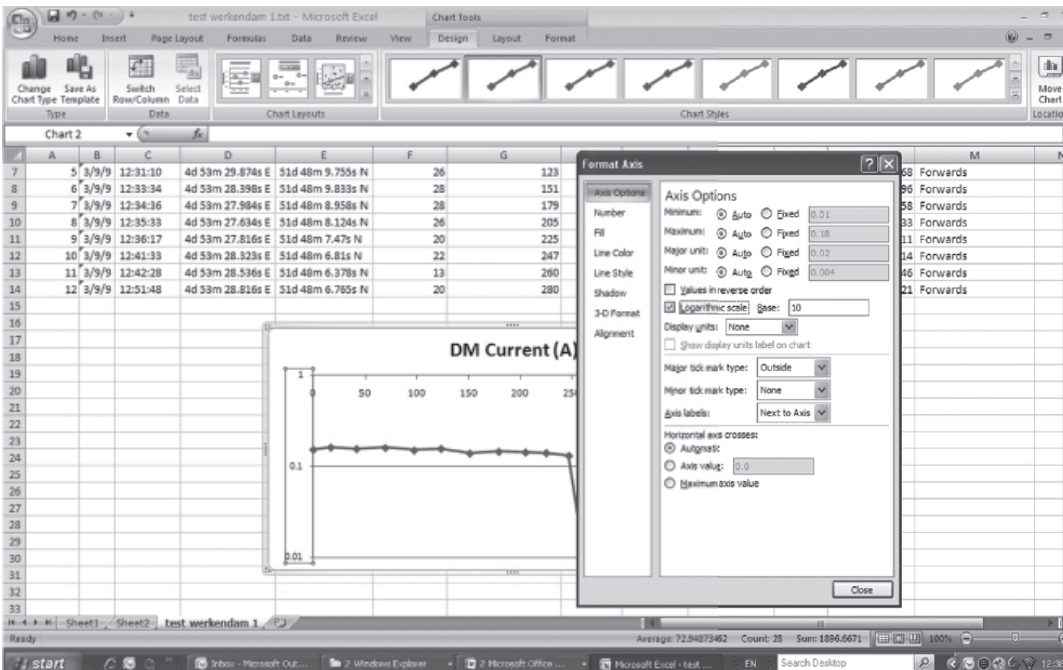 test werkendam 1.txt - Microsoft Excel
Chart Tools
Home Insert Page Layout Formulas Data Review View Design Layout Format
Change Chart Type
Save As Template
Switch Row/Column
Select Data
Move Chart
Type Data Chart Layouts Chart Styles Locatio
Chart 2 fx
A B C D E F G M N
7 5 3/9/9 12:31:10 4d 53m 29.874s E 51d 48m 9.755s N 26 123 68 Forwards
8 6 3/9/9 12:33:34 4d 53m 28.398s E 51d 48m 9.833s N 28 151 96 Forwards
9 7 3/9/9 12:34:36 4d 53m 27.984s E 51d 48m 8.958s N 28 179 58 Forwards
10 8 3/9/9 12:35:33 4d 53m 27.634s E 51d 48m 8.124s N 26 205 33 Forwards
11 9 3/9/9 12:36:17 4d 53m 27.816s E 51d 48m 7.47s N 20 225 11 Forwards
12 10 3/9/9 12:41:33 4d 53m 28.323s E 51d 48m 6.81s N 22 247 14 Forwards
13 11 3/9/9 12:42:28 4d 53m 28.536s E 51d 48m 6.378s N 13 260 46 Forwards
14 12 3/9/9 12:51:48 4d 53m 28.816s E 51d 48m 6.765s N 20 280 21 Forwards
15
16
17
18
19
20
21
22
23
24
25
26
27
28
29
30
31
32
33
DM Current (A)
1
0 50 100 150 200 250
0.1
0.01
Format Axis
Axis Options
Number
Fill
Line Color
Line Style
Shadow
3-D Format
Alignment
Axis Options
Minimum: Auto Fixed 0.01
Maximum: Auto Fixed 0.18
Major unit: Auto Fixed 0.02
Minor unit: Auto Fixed 0.004
Values in reverse order
Logarithmic scale Base: 10
Display units: None
Show display units label on chart
Major tick mark type: Outside
Minor tick mark type: None
Axis labels: Next to Axis
Horizontal axis crosses:
Automatic
Axis value: 0.0
Maximum axis value
Close
Sheet1 Sheet2 test werkendam 1
Ready Average: 72.94873462 Count: 28 Sum: 1896.6671 100%
start Inbox - Microsoft Out... 2 Windows Explorer 2 Microsoft Office ... Microsoft Excel - test ... EN Search Desktop